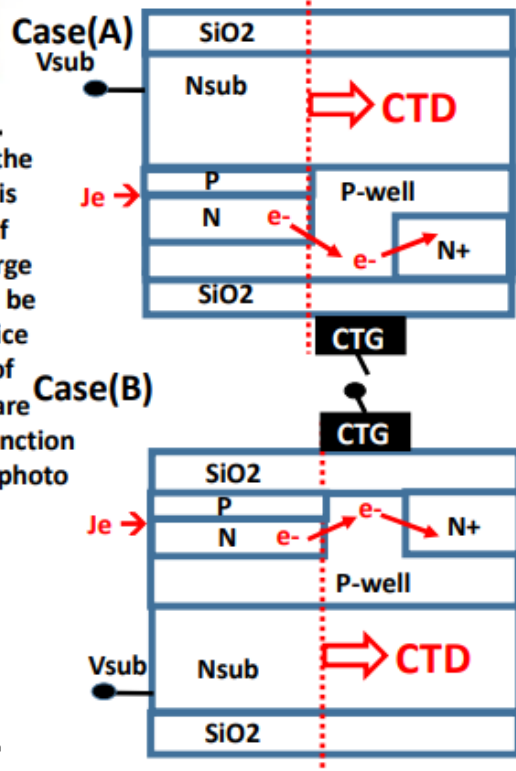 Case(A)
SiO2
Vsub
Nsub
CTD
.
the
is
f
rge
be
ice
of
are
nction
photo
P
P-well
Je
N
e-
e-
N+
SiO2
CTG
Case(B)
CTG
SiO2
P
e-
Je
N
e-
N+
P-well
Vsub
Nsub
CTD
SiO2